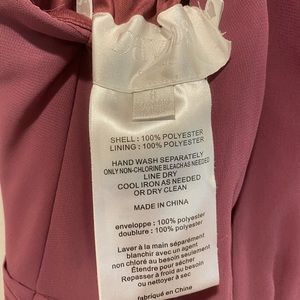 SHELL : 100% POLYESTER
LINING : 100% POLYESTER
HAND WASH SEPARATELY
ONLY NON-CHLORINE BLEACH AS NEEDED
LINE DRY
COOL IRON AS NEEDED
OR DRY CLEAN
MADE IN CHINA
enveloppe : 100% polyester
doublure : 100% polyester
Laver à la main séparément
blanchir avec un agent
non chloré au besoin seulement
Étendre pour sécher
Repasser à froid au besoin
ou nettoyer à sec
fabriqué en Chine